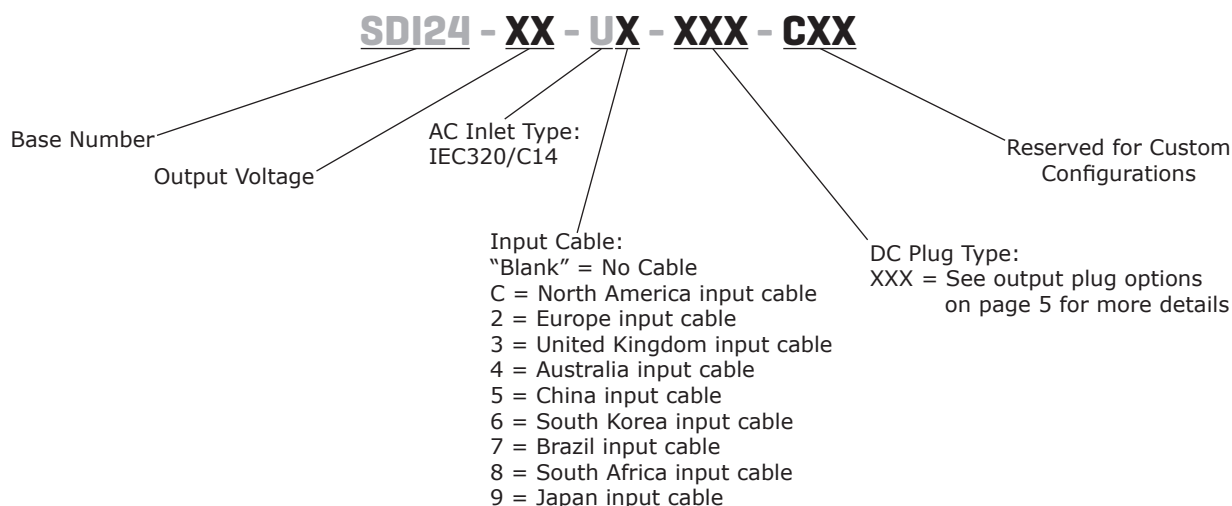 SDI24 - XX - UX - XXX - CXX
Base Number
Output Voltage
AC Inlet Type:
IEC320/C14
Input Cable:
“Blank” = No Cable
C = North America input cable
2 = Europe input cable
3 = United Kingdom input cable
4 = Australia input cable
5 = China input cable
6 = South Korea input cable
7 = Brazil input cable
8 = South Africa input cable
9 = Japan input cable
DC Plug Type:
XXX = See output plug options
on page 5 for more details
Reserved for Custom
Configurations